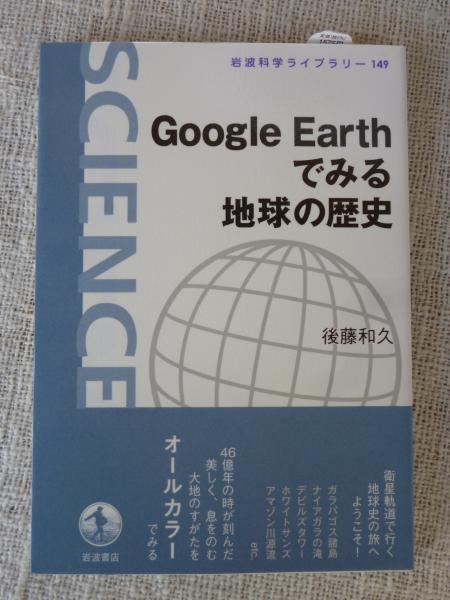 岩波科学ライブラリー 149
SCIENCE
Google Earth
でみる
地球の歴史
後藤和久
衛星軌道で行く
地球史の旅へ
ようこそ!
ガラパゴス諸島
ナイアガラの滝
デビルズタワー
ホワイトサンズ
アマゾン川源流
etc.
46億年の時が刻んだ
美しく、息をのむ
大地のすがたを
オールカラー
でみる
岩波書店